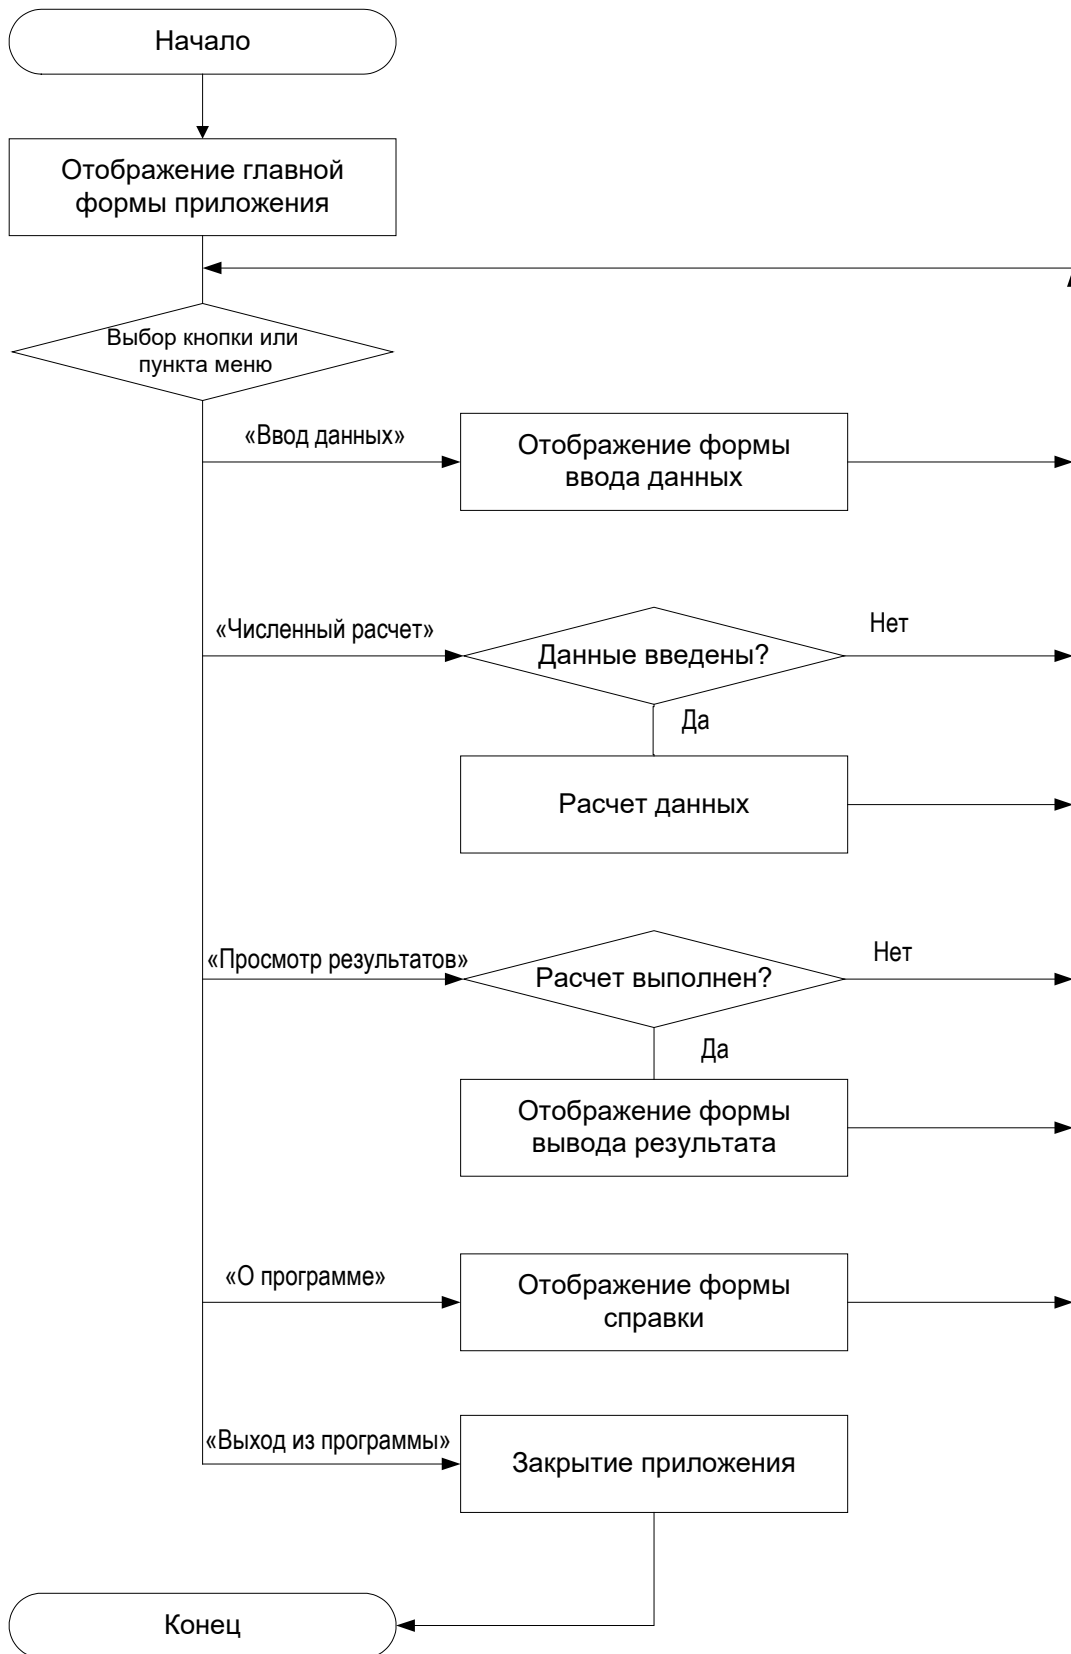 Начало
Отображение главной
формы приложения
Выбор кнопки или
пункта меню
«Ввод данных»
Отображение формы
ввода данных
«Численный расчет»
Данные введены?
Нет
Да
Расчет данных
«Просмотр результатов»
Расчет выполнен?
Нет
Да
Отображение формы
вывода результата
«О программе»
Отображение формы
справки
«Выход из программы»
Закрытие приложения
Конец